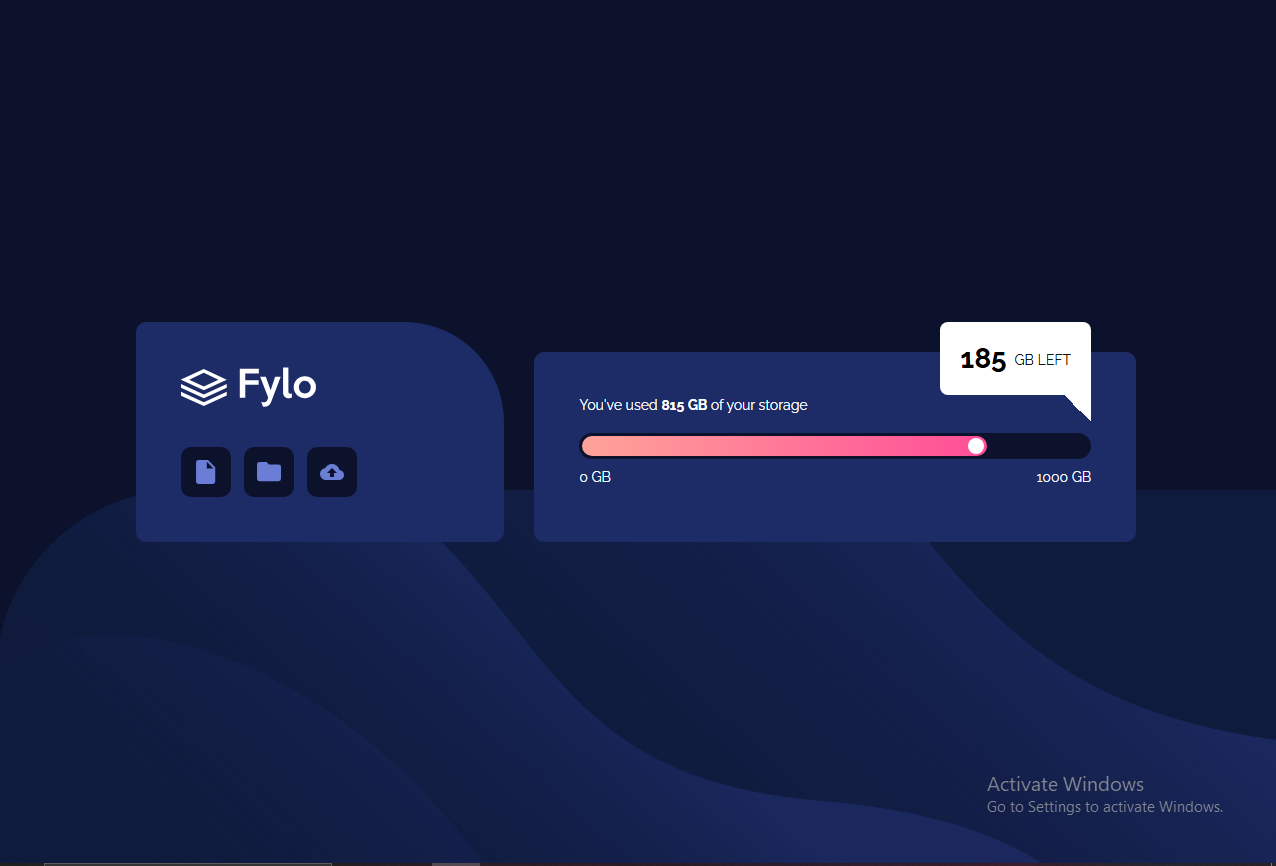 Fylo
185 GB LEFT
You've used 815 GB of your storage
0 GB 1000 GB
Activate Windows
Go to Settings to activate Windows.